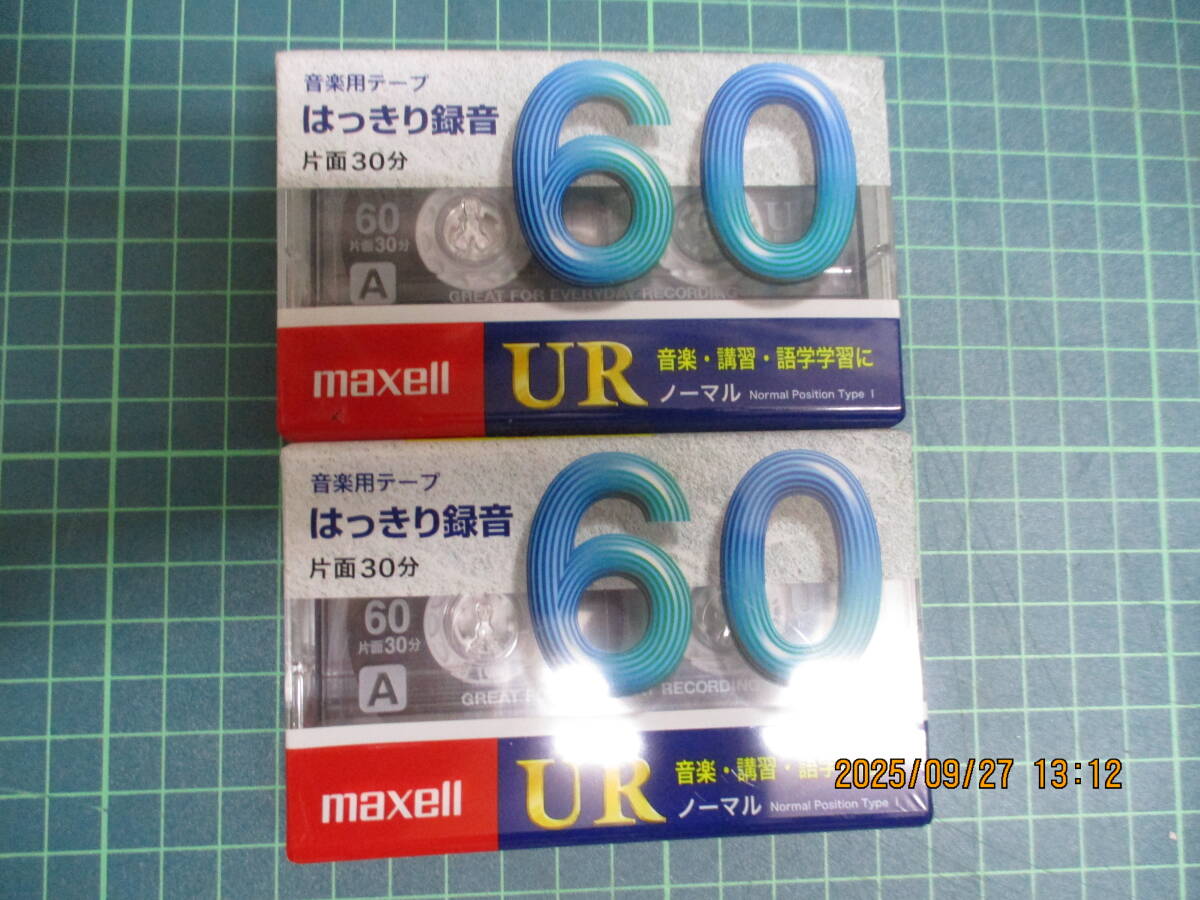 音楽用テープ
はっきり録音
片面30分
60
60
片面30分
A
GREAT FOR EVERYDAY RECORDING
maxell
UR
音楽・講習・語学学習に
ノーマル Normal Position Type I
音楽用テープ
はっきり録音
片面30分
60
60
片面30分
A
GREAT RECORDING
maxell
UR
音楽・講習・語学
ノーマル Normal Position Type I
2025/09/27 13:12